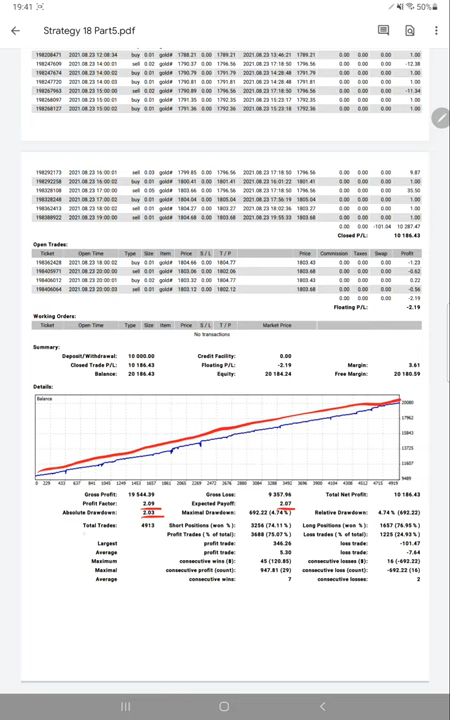 19:41 50%
Strategy 18 Part5.pdf
198208471 2021.08.23 12:08:34 buy 0.01 gold# 1788.21 0.00 1789.21 2021.08.23 13:46:21 1789.21 0.00 0.00 0.00 1.00
198247609 2021.08.23 14:00:01 sell 0.02 gold# 1790.37 0.00 1796.56 2021.08.23 17:18:50 1796.56 0.00 0.00 0.00 -12.38
198247674 2021.08.23 14:00:02 buy 0.01 gold# 1790.79 0.00 1791.79 2021.08.23 14:28:48 1791.79 0.00 0.00 0.00 1.00
198247720 2021.08.23 14:00:03 buy 0.01 gold# 1790.81 0.00 1791.81 2021.08.23 14:28:48 1791.81 0.00 0.00 0.00 1.00
198267963 2021.08.23 15:00:00 sell 0.02 gold# 1790.89 0.00 1796.56 2021.08.23 17:18:50 1796.56 0.00 0.00 0.00 -11.34
198268097 2021.08.23 15:00:01 buy 0.01 gold# 1791.35 0.00 1792.35 2021.08.23 15:23:17 1792.35 0.00 0.00 0.00 1.00
198268127 2021.08.23 15:00:02 buy 0.01 gold# 1791.36 0.00 1792.36 2021.08.23 15:23:18 1792.36 0.00 0.00 0.00 1.00
198292173 2021.08.23 16:00:01 sell 0.03 gold# 1799.85 0.00 1796.56 2021.08.23 17:18:50 1796.56 0.00 0.00 0.00 9.87
198292258 2021.08.23 16:00:02 buy 0.01 gold# 1800.41 0.00 1801.41 2021.08.23 16:01:22 1801.41 0.00 0.00 0.00 1.00
198328108 2021.08.23 17:00:00 sell 0.05 gold# 1803.66 0.00 1796.56 2021.08.23 17:18:50 1796.56 0.00 0.00 0.00 35.50
198328248 2021.08.23 17:00:02 buy 0.01 gold# 1804.04 0.00 1805.04 2021.08.23 17:56:19 1805.04 0.00 0.00 0.00 1.00
198362413 2021.08.23 18:00:01 sell 0.01 gold# 1804.27 0.00 1803.27 2021.08.23 18:02:36 1803.27 0.00 0.00 0.00 1.00
198388922 2021.08.23 19:00:00 sell 0.01 gold# 1804.68 0.00 1803.68 2021.08.23 19:55:33 1803.68 0.00 0.00 0.00 1.00
0.00 0.00 -101.04 10 287.47
Closed P/L: 10 186.43
Open Trades:
Ticket Open Time Type Size Item Price S / L T / P Price Commission Taxes Swap Profit
198362428 2021.08.23 18:00:02 buy 0.01 gold# 1804.66 0.00 1804.77 1803.43 0.00 0.00 0.00 -1.23
198405971 2021.08.23 20:00:00 sell 0.01 gold# 1803.06 0.00 1802.06 1803.68 0.00 0.00 0.00 -0.62
198406012 2021.08.23 20:00:01 buy 0.02 gold# 1803.32 0.00 1804.77 1803.43 0.00 0.00 0.00 0.22
198406064 2021.08.23 20:00:03 sell 0.01 gold# 1803.12 0.00 1802.12 1803.68 0.00 0.00 0.00 -0.56
0.00 0.00 0.00 -2.19
Floating P/L: -2.19
Working Orders:
Ticket Open Time Type Size Item Price S / L T / P Market Price
No transactions
Summary:
Deposit/Withdrawal: 10 000.00 Credit Facility: 0.00
Closed Trade P/L: 10 186.43 Floating P/L: -2.19 Margin: 3.61
Balance: 20 186.43 Equity: 20 184.24 Free Margin: 20 180.59
Details:
Balance
20080
17962
15843
13725
11607
9489
0 229 433 637 841 1045 1249 1453 1657 1861 2065 2269 2472 2676 2880 3084 3288 3492 3696 3900 4104 4308 4511 4715 4919
Gross Profit: 19 544.39 Gross Loss: 9 357.96 Total Net Profit: 10 186.43
Profit Factor: 2.09 Expected Payoff: 2.07
Absolute Drawdown: 2.03 Maximal Drawdown: 692.22 (4.74%) Relative Drawdown: 4.74% (692.22)
Total Trades 4913 Short Positions (won %): 3256 (74.11%) Long Positions (won %): 1657 (76.95%)
Profit Trades (% of total): 3688 (75.07%) Loss trades (% of total): 1225 (24.93%)
Largest profit trade: 346.26 loss trade: -101.47
Average profit trade: 5.30 loss trade: -7.64
Maximum consecutive wins ($): 45 (120.85) consecutive losses ($): 16 (-692.22)
Maximal consecutive profit (count): 947.81 (29) consecutive loss (count): -692.22 (16)
Average consecutive wins: 7 consecutive losses: 2